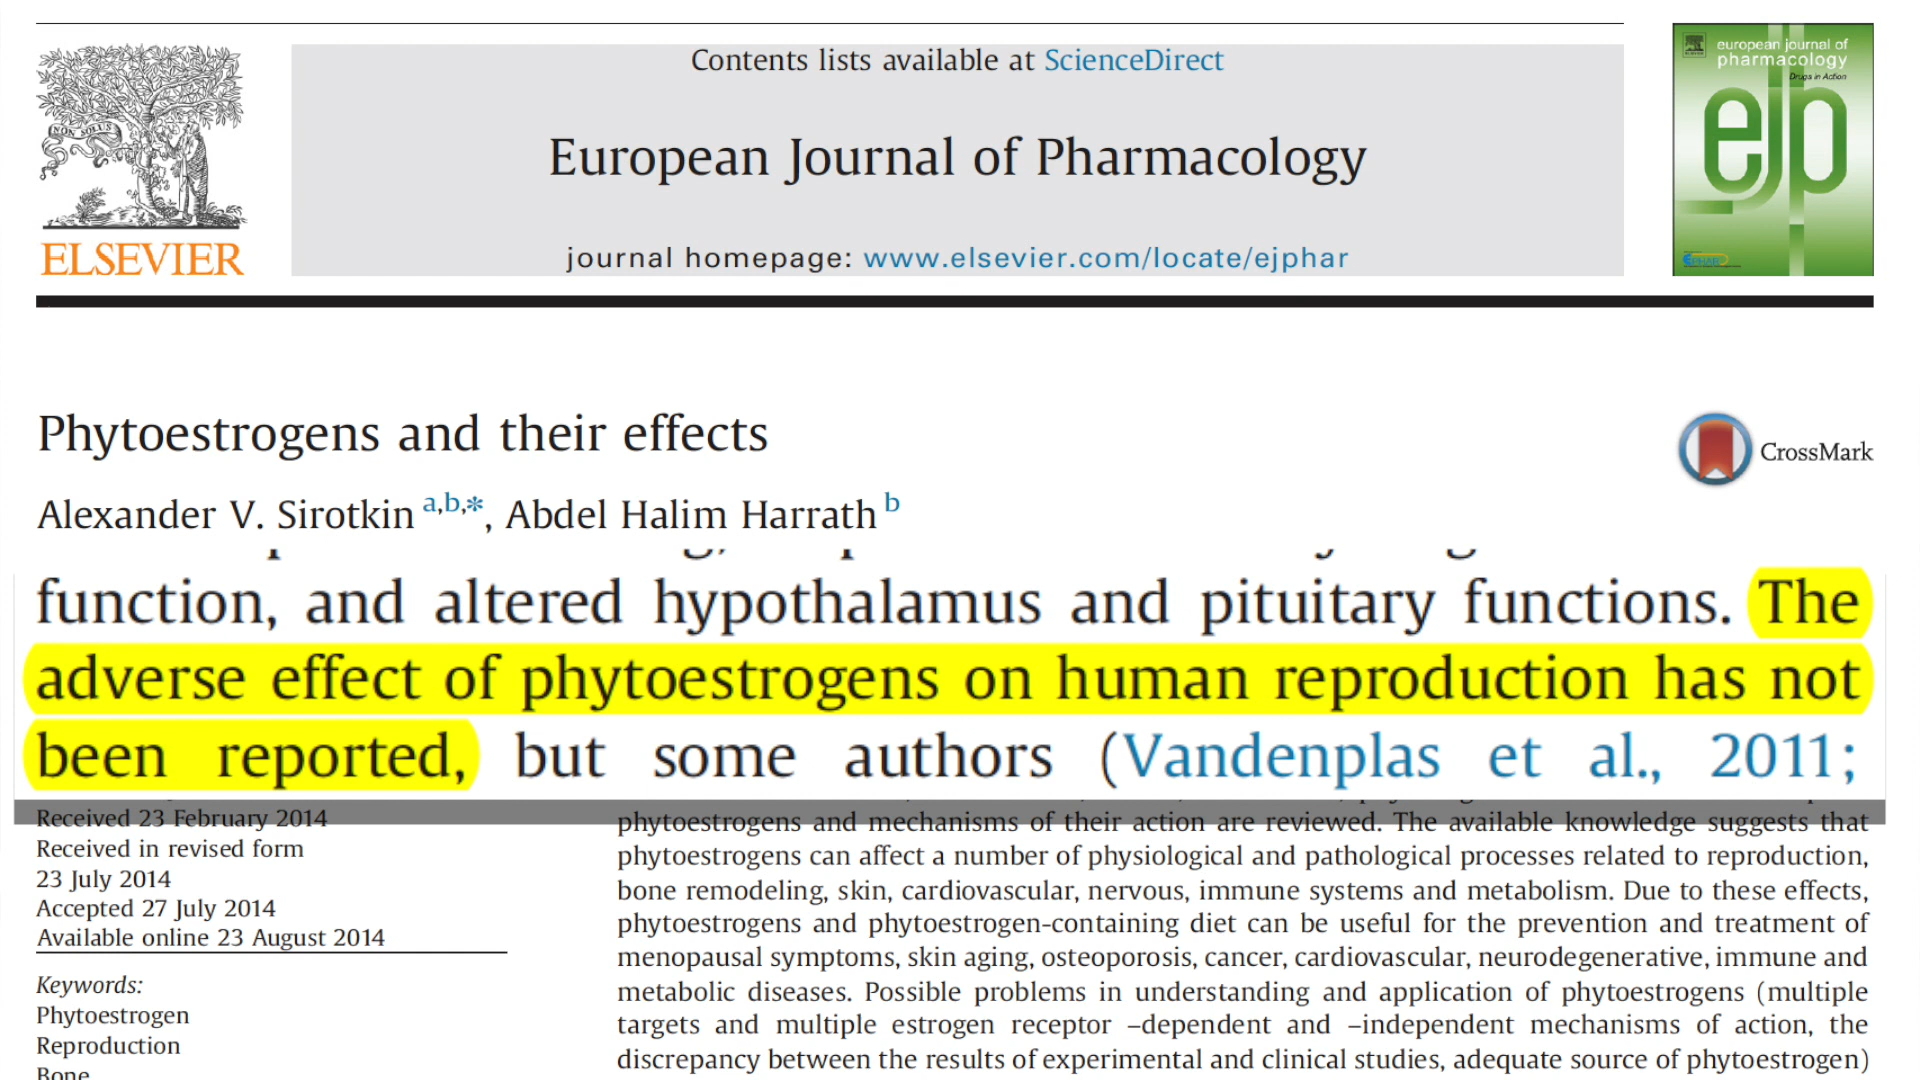 Contents lists available at ScienceDirect
European Journal of Pharmacology
journal homepage: www.elsevier.com/locate/ejphar
NON SOLUS
ELSEVIER
european journal of
pharmacology
Drugs in Action
ejp
CrossMark
Phytoestrogens and their effects
Alexander V. Sirotkin a,b,*, Abdel Halim Harrath b
function, and altered hypothalamus and pituitary functions. The
adverse effect of phytoestrogens on human reproduction has not
been reported, but some authors (Vandenplas et al., 2011;
Received 23 February 2014
Received in revised form
23 July 2014
Accepted 27 July 2014
Available online 23 August 2014
Keywords:
Phytoestrogen
Reproduction
Bone
phytoestrogens and mechanisms of their action are reviewed. The available knowledge suggests that
phytoestrogens can affect a number of physiological and pathological processes related to reproduction,
bone remodeling, skin, cardiovascular, nervous, immune systems and metabolism. Due to these effects,
phytoestrogens and phytoestrogen-containing diet can be useful for the prevention and treatment of
menopausal symptoms, skin aging, osteoporosis, cancer, cardiovascular, neurodegenerative, immune and
metabolic diseases. Possible problems in understanding and application of phytoestrogens (multiple
targets and multiple estrogen receptor –dependent and –independent mechanisms of action, the
discrepancy between the results of experimental and clinical studies, adequate source of phytoestrogen)